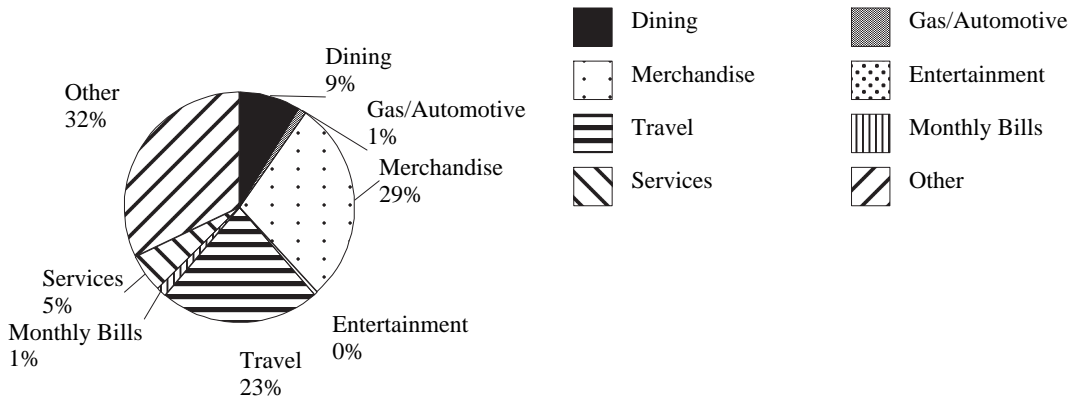 Dining
9%
Gas/Automotive
1%
Merchandise
29%
Entertainment
0%
Travel
23%
Monthly Bills
1%
Services
5%
Other
32%
Dining
Gas/Automotive
Merchandise
Entertainment
Travel
Monthly Bills
Services
Other